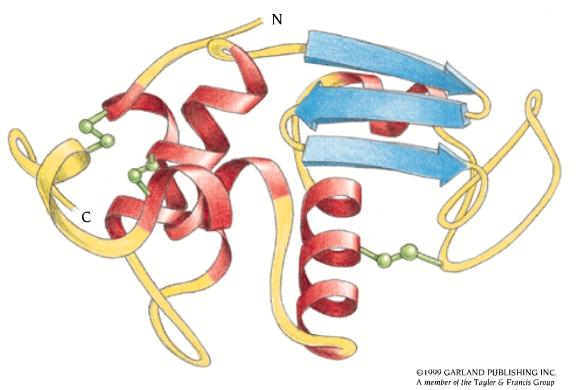 N
C
©1999 GARLAND PUBLISHING INC.
A member of the Taylor & Francis Group